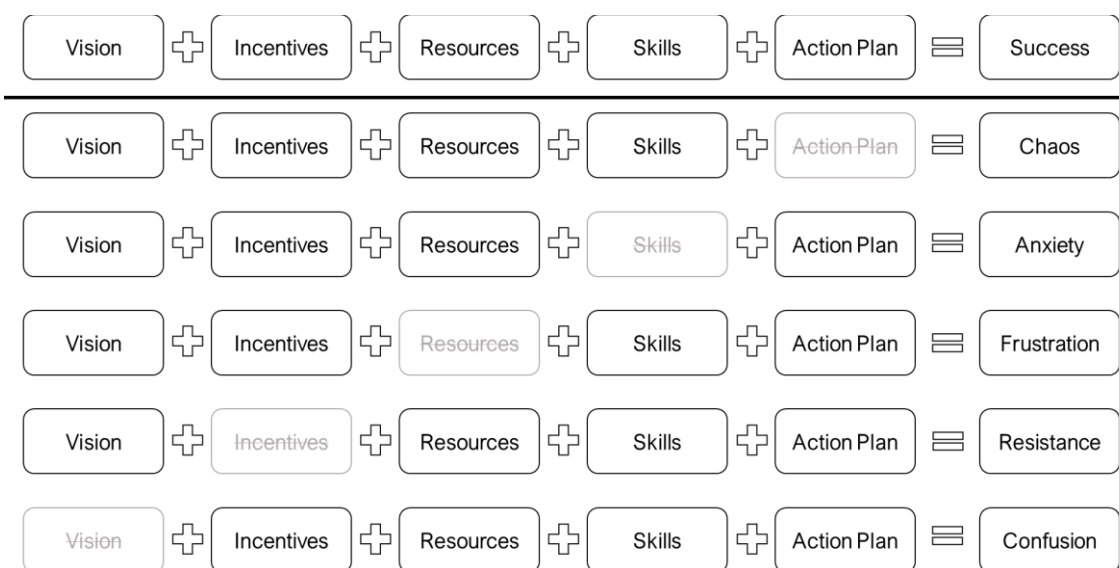 Vision Incentives Resources Skills Action Plan Success
Vision Incentives Resources Skills Action Plan Chaos
Vision Incentives Resources Skills Action Plan Anxiety
Vision Incentives Resources Skills Action Plan Frustration
Vision Incentives Resources Skills Action Plan Resistance
Vision Incentives Resources Skills Action Plan Confusion